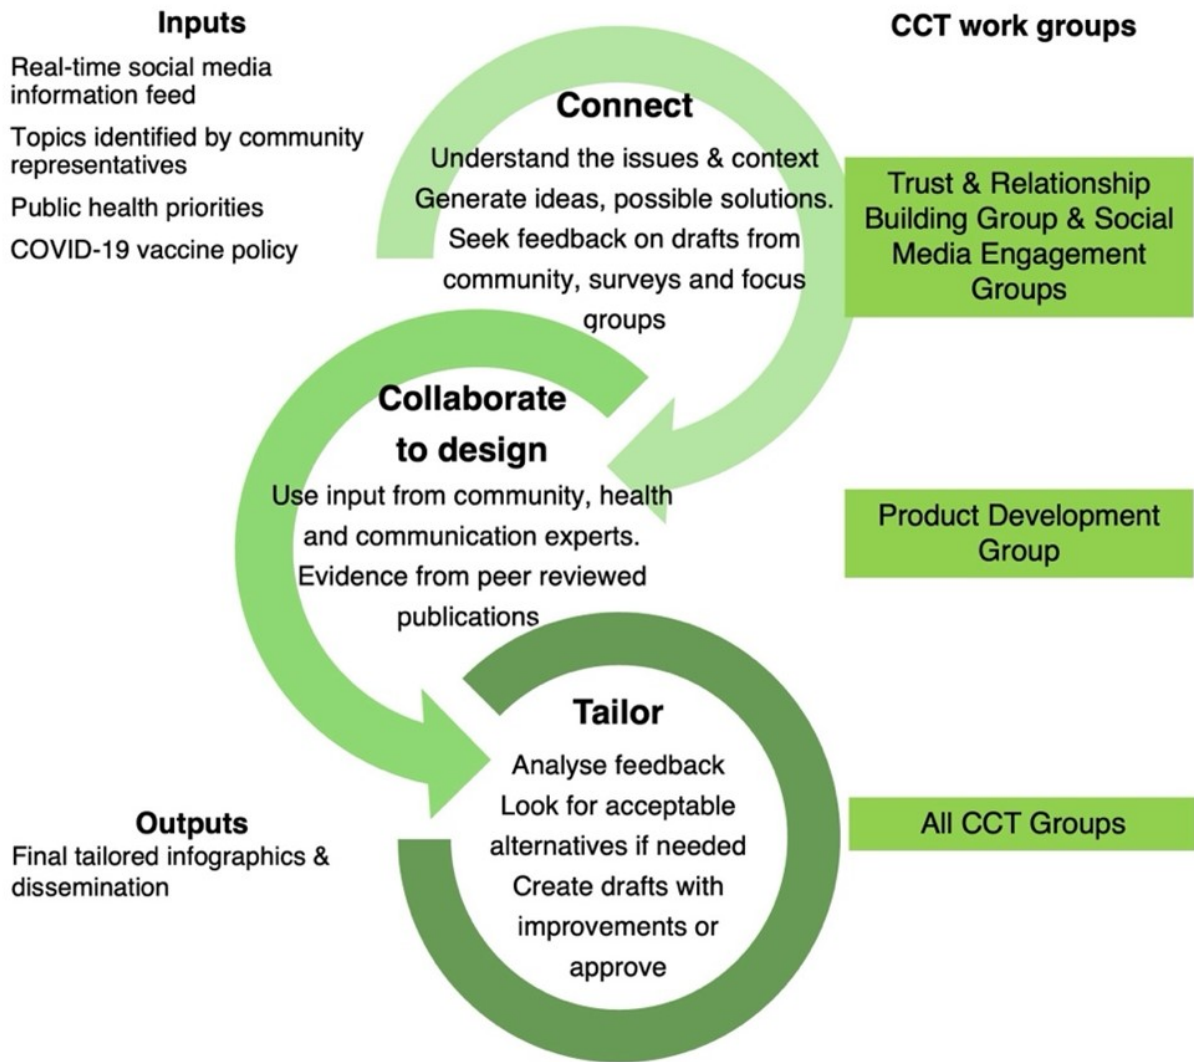 Inputs
Real-time social media
information feed
Topics identified by community
representatives
Public health priorities
COVID-19 vaccine policy
Connect
Understand the issues & context
Generate ideas, possible solutions.
Seek feedback on drafts from
community, surveys and focus
groups
CCT work groups
Trust & Relationship
Building Group & Social
Media Engagement
Groups
Collaborate
to design
Use input from community, health
and communication experts.
Evidence from peer reviewed
publications
Product Development
Group
Tailor
Analyse feedback
Look for acceptable
alternatives if needed
Create drafts with
improvements or
approve
All CCT Groups
Outputs
Final tailored infographics &
dissemination